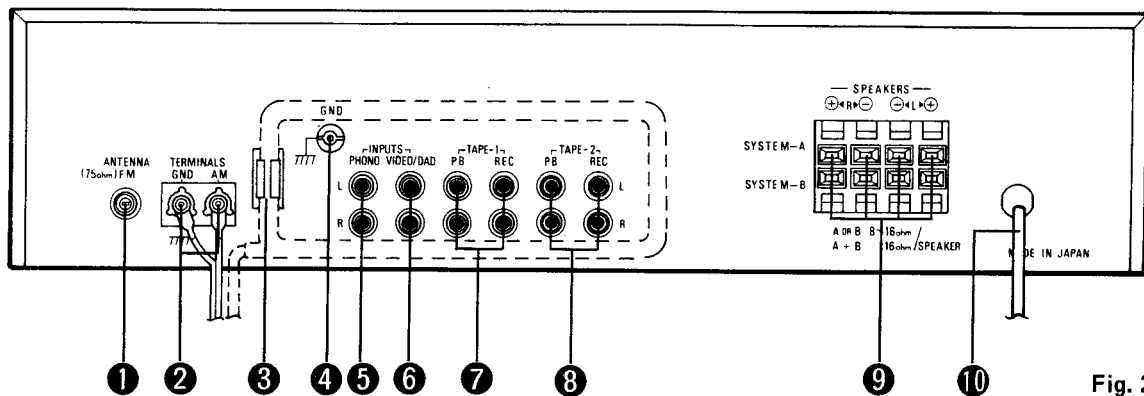 — SPEAKERS —
⊕◄R►⊖ ⊖◄L►⊕
GND
ANTENNA TERMINALS INPUTS TAPE-1 TAPE-2
(75ohm) FM GND AM PHONO VIDEO/DAD PB REC PB REC
SYSTEM-A
L L
SYSTEM-B
R R
A OR B 8 16ohm
A + B 16ohm /SPEAKER
MADE IN JAPAN
1 2 3 4 5 6 7 8 9 10
Fig. 2